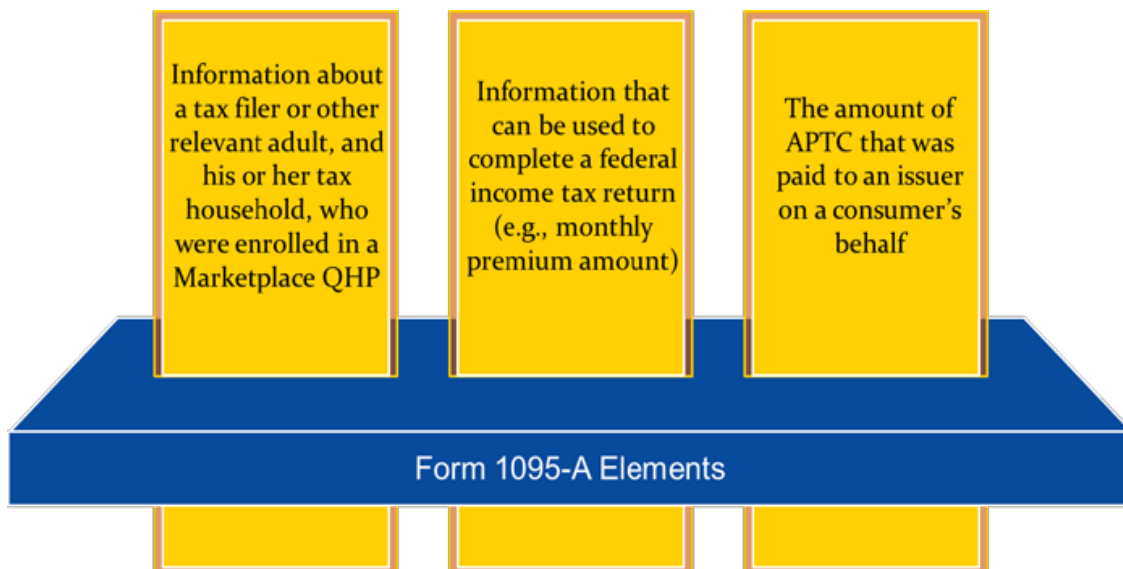 Information about
a tax filer or other
relevant adult, and
his or her tax
household, who
were enrolled in a
Marketplace QHP
Information that
can be used to
complete a federal
income tax return
(e.g., monthly
premium amount)
The amount of
APTC that was
paid to an issuer
on a consumer’s
behalf
Form 1095-A Elements